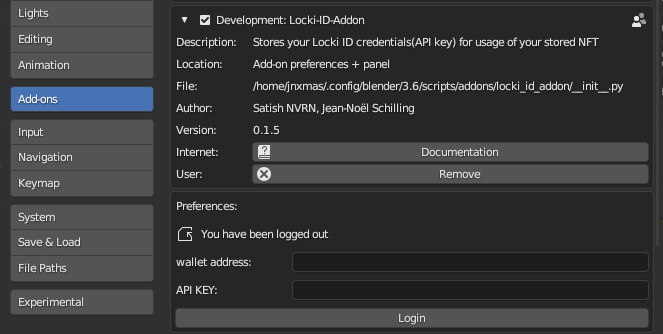 Lights
Editing
Animation
Add-ons
Input
Navigation
Keymap
System
Save & Load
File Paths
Experimental
Development: Locki-ID-Addon
Description: Stores your Locki ID credentials(API key) for usage of your stored NFT
Location: Add-on preferences + panel
File: /home/jnxmas/.config/blender/3.6/scripts/addons/locki_id_addon/__init__.py
Author: Satish NVRN, Jean-Noël Schilling
Version: 0.1.5
Internet: Documentation
User: Remove
Preferences:
You have been logged out
wallet address:
API KEY:
Login